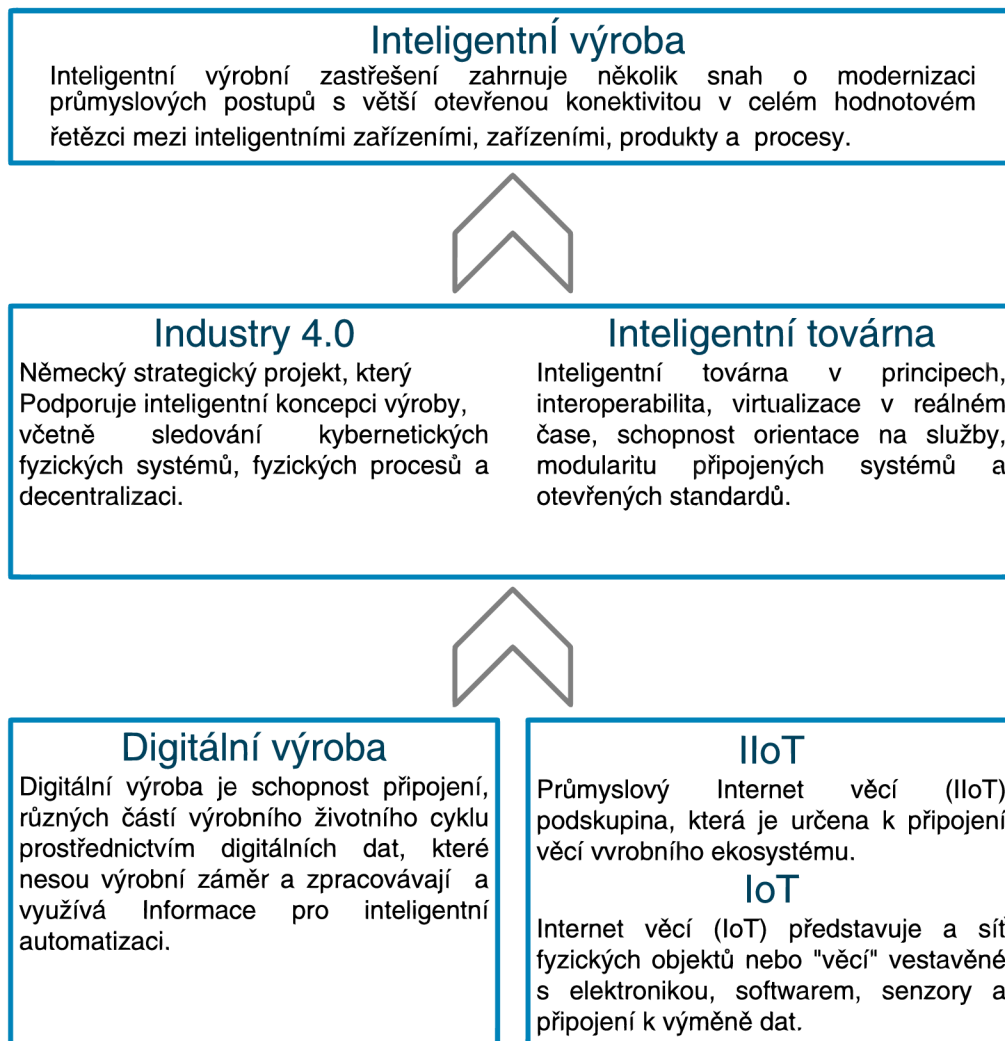 Inteligentní výroba
Inteligentní výrobní zastřešení zahrnuje několik snah o modernizaci
průmyslových postupů s větší otevřenou konektivitou v celém hodnotovém
řetězci mezi inteligentními zařízeními, zařízeními, produkty a procesy.
Industry 4.0
Německý strategický projekt, který
Podporuje inteligentní koncepci výroby,
včetně sledování kybernetických
fyzických systémů, fyzických procesů a
decentralizaci.
Inteligentní továrna
Inteligentní továrna v principech,
interoperabilita, virtualizace v reálném
čase, schopnost orientace na služby,
modularitu připojených systémů a
otevřených standardů.
Digitální výroba
Digitální výroba je schopnost připojení,
různých částí výrobního životního cyklu
prostřednictvím digitálních dat, které
nesou výrobní záměr a zpracovávají a
využívá Informace pro inteligentní
automatizaci.
IIoT
Průmyslový Internet věcí (IIoT)
podskupina, která je určena k připojení
věcí vvrobního ekosystému.
IoT
Internet věcí (IoT) představuje a síť
fyzických objektů nebo "věcí" vestavěné
s elektronikou, softwarem, senzory a
připojení k výměně dat.